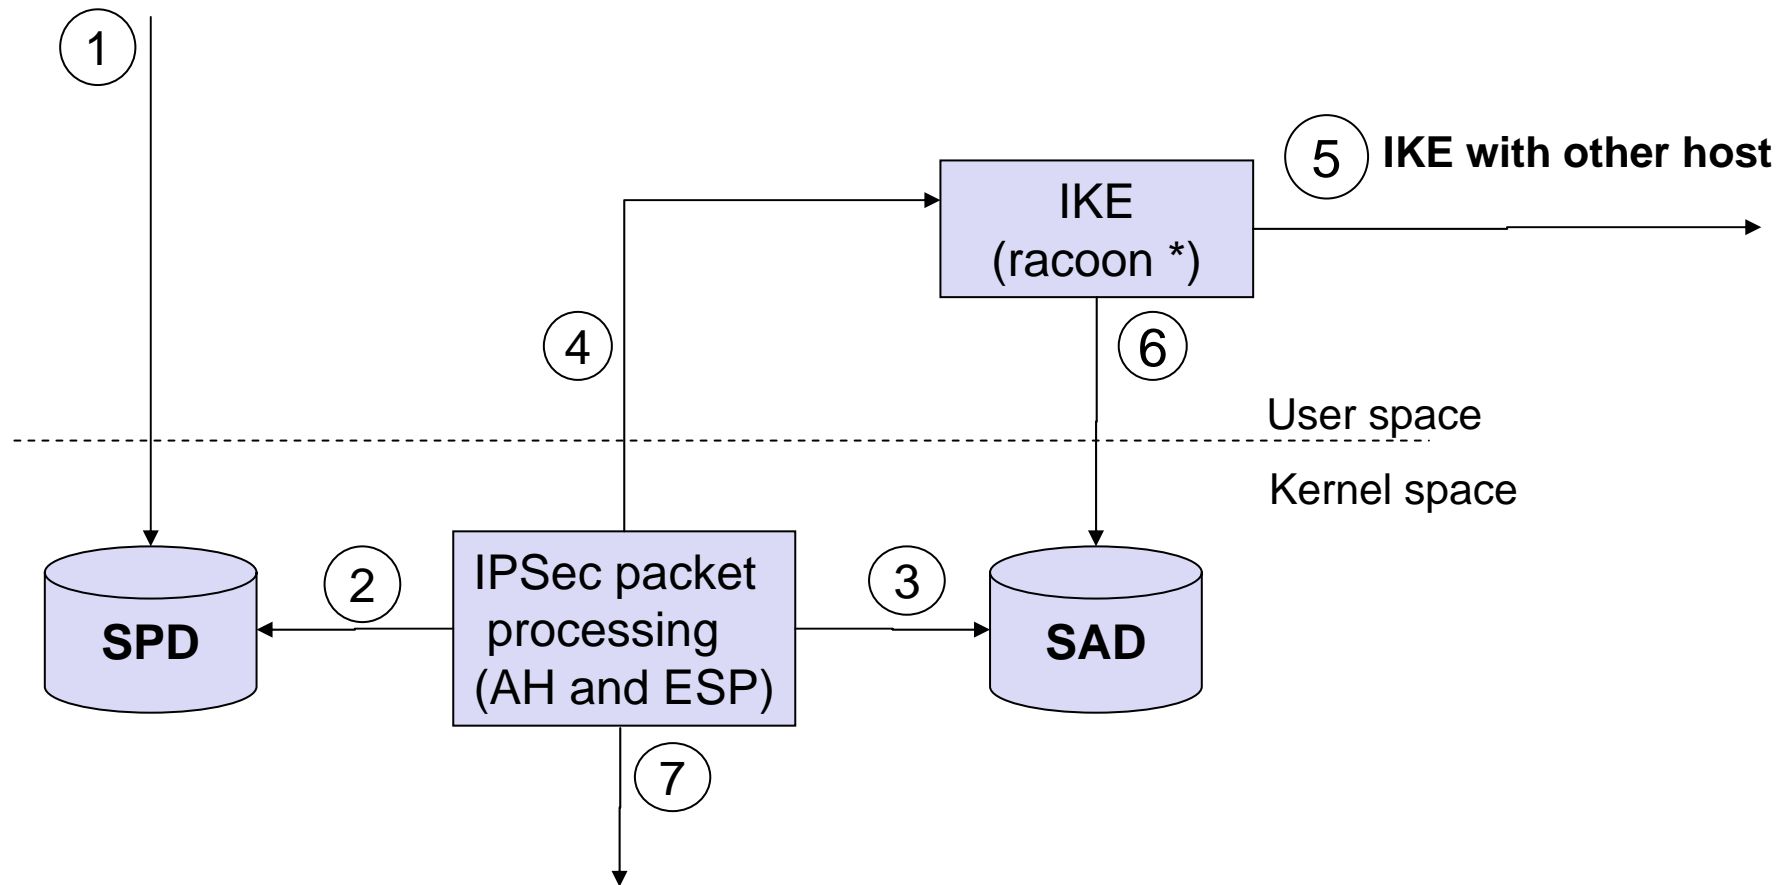 1
5
IKE with other host
IKE
(racoon *)
4
6
User space
Kernel space
SPD
2
IPSec packet
processing
(AH and ESP)
3
SAD
7